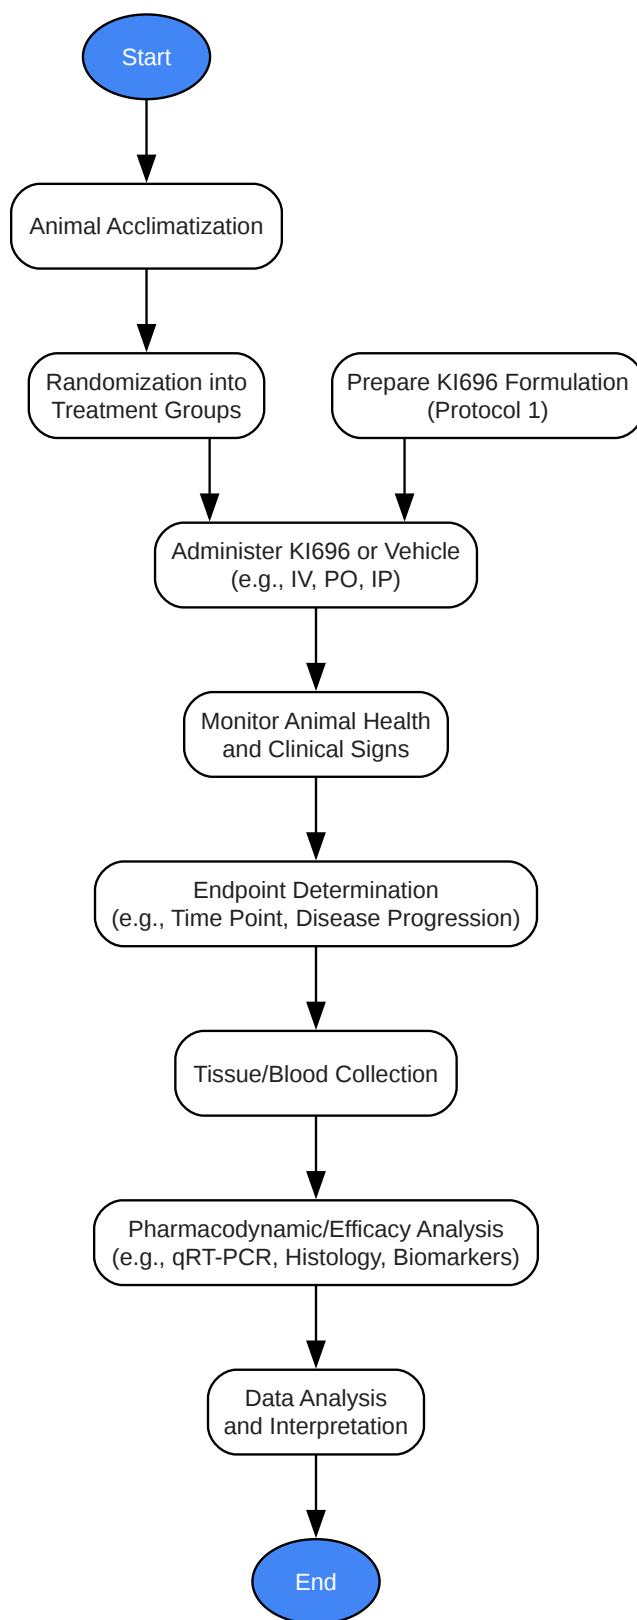 Start
Animal Acclimatization
Randomization into
Treatment Groups
Prepare KI696 Formulation
(Protocol 1)
Administer KI696 or Vehicle
(e.g., IV, PO, IP)
Monitor Animal Health
and Clinical Signs
Endpoint Determination
(e.g., Time Point, Disease Progression)
Tissue/Blood Collection
Pharmacodynamic/Efficacy Analysis
(e.g., qRT-PCR, Histology, Biomarkers)
Data Analysis
and Interpretation
End